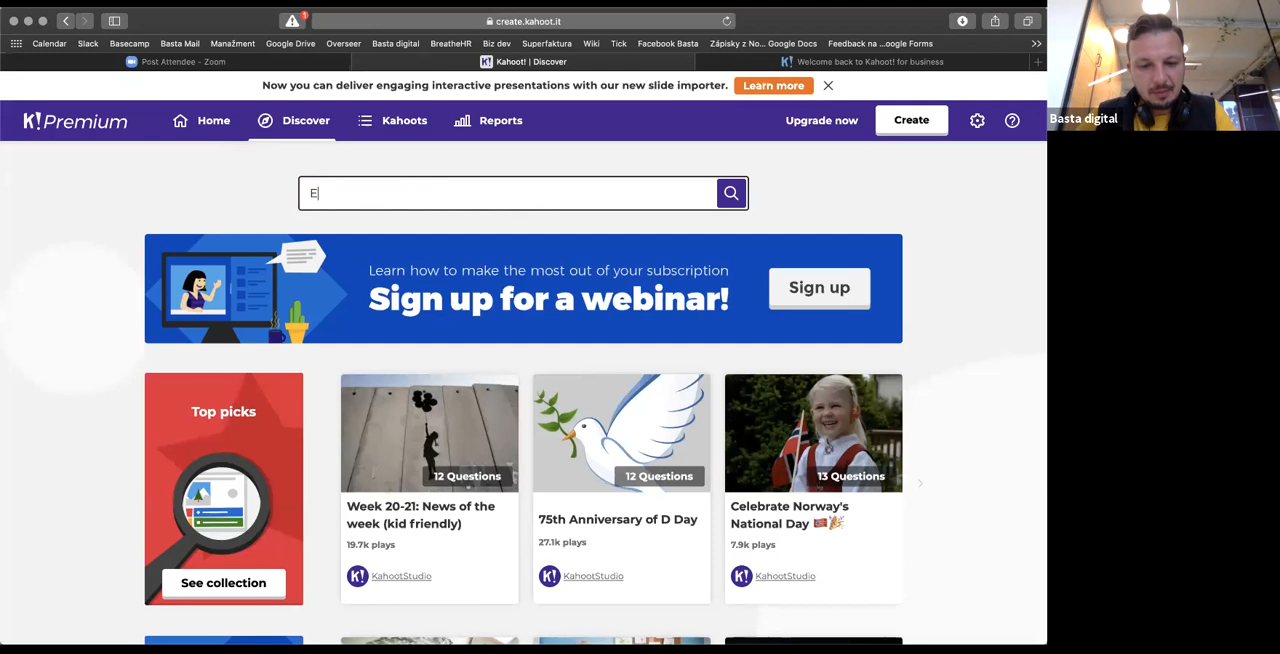 1
create.kahoot.it
Calendar Slack Basecamp Basta Mail Manažment Google Drive Overseer Basta digital BreatheHR Biz dev Superfaktura Wiki Tick Facebook Basta Zápisky z No... Google Docs Feedback na ...oogle Forms
Post Attendee - Zoom
Kahoot! | Discover
Welcome back to Kahoot! for business
Now you can deliver engaging interactive presentations with our new slide importer. Learn more
K!Premium Home Discover Kahoots Reports Upgrade now Create
Basta digital
E
Learn how to make the most out of your subscription
Sign up for a webinar!
Sign up
Top picks
See collection
12 Questions
Week 20-21: News of the
week (kid friendly)
19.7k plays
K! KahootStudio
12 Questions
75th Anniversary of D Day
27.1k plays
K! KahootStudio
13 Questions
Celebrate Norway's
National Day 🇳🇴🎉
7.9k plays
K! KahootStudio